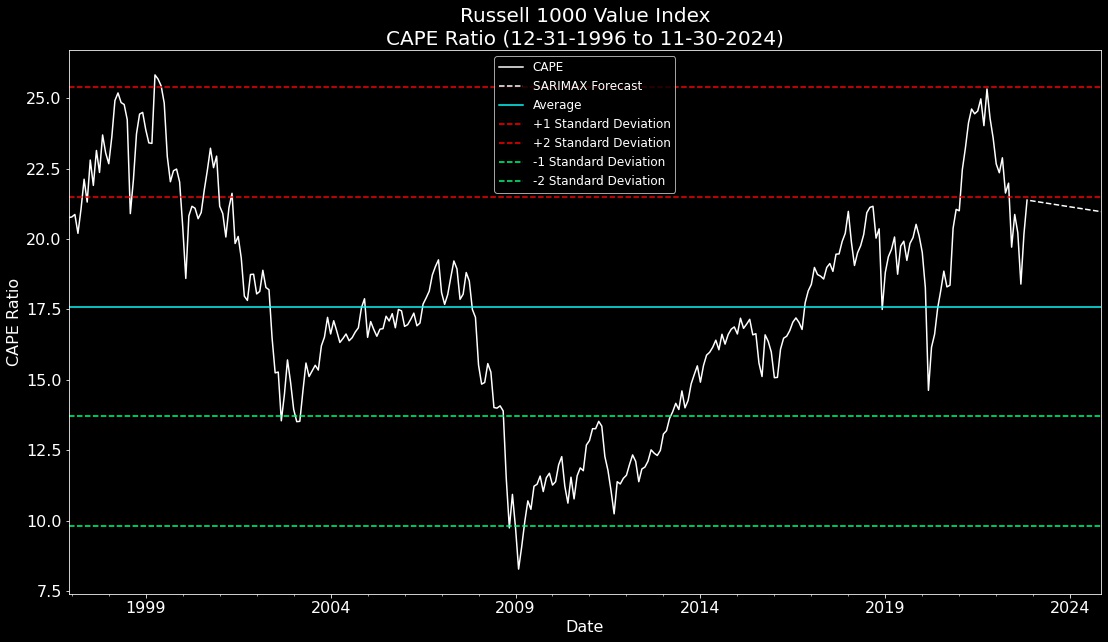 Russell 1000 Value Index
CAPE Ratio (12-31-1996 to 11-30-2024)
CAPE
SARIMAX Forecast
Average
+1 Standard Deviation
+2 Standard Deviation
-1 Standard Deviation
-2 Standard Deviation
CAPE Ratio
25.0
22.5
20.0
17.5
15.0
12.5
10.0
7.5
1999 2004 2009 2014 2019 2024
Date